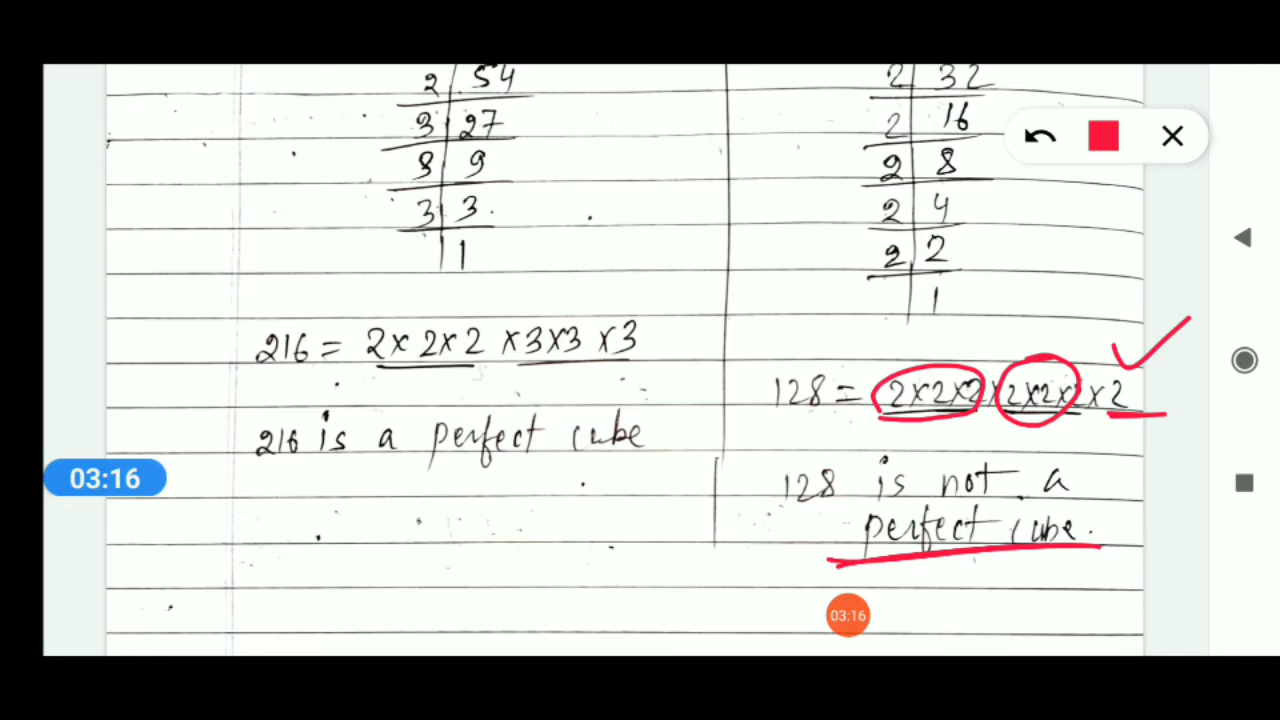 2 54
3 27
3 9
3 3
1
216 = 2 × 2 × 2 × 3 × 3 × 3
216 is a perfect cube
2 32
2 16
2 8
2 4
2 2
1
128 = 2 × 2 × 2 × 2 × 2 × 2 × 2
128 is not a
perfect cube.
03:16
03:16